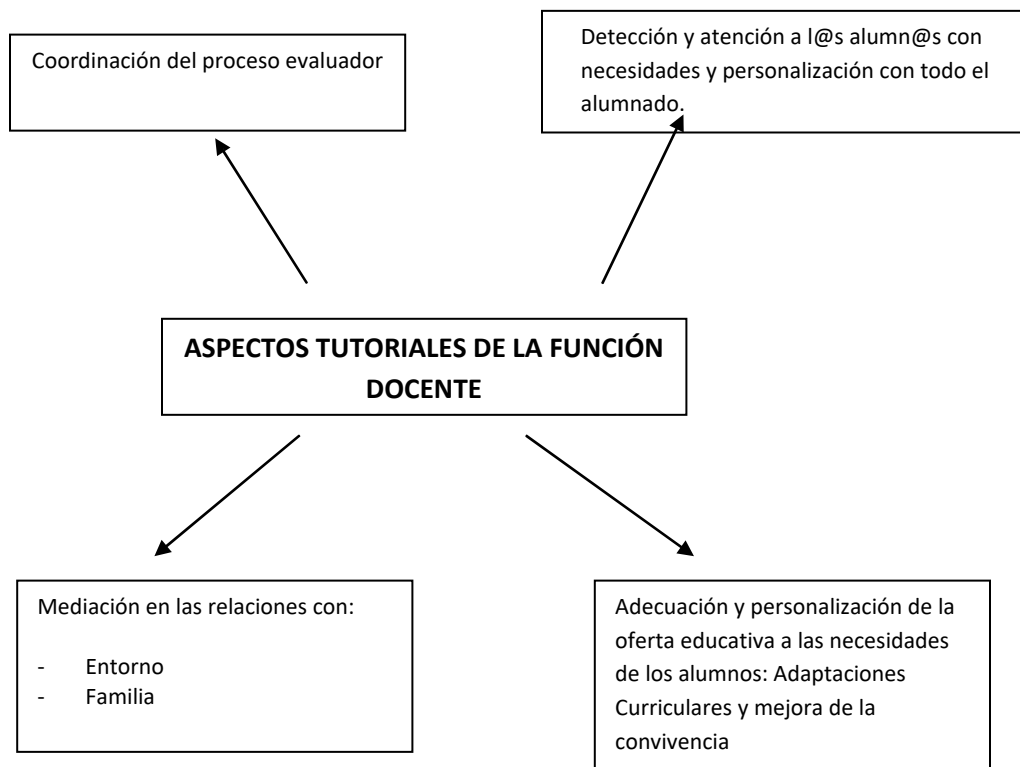 Coordinación del proceso evaluador
Detección y atención a l@s alumn@s con
necesidades y personalización con todo el
alumnado.
ASPECTOS TUTORIALES DE LA FUNCIÓN
DOCENTE
Mediación en las relaciones con:
- Entorno
- Familia
Adecuación y personalización de la
oferta educativa a las necesidades
de los alumnos: Adaptaciones
Curriculares y mejora de la
convivencia